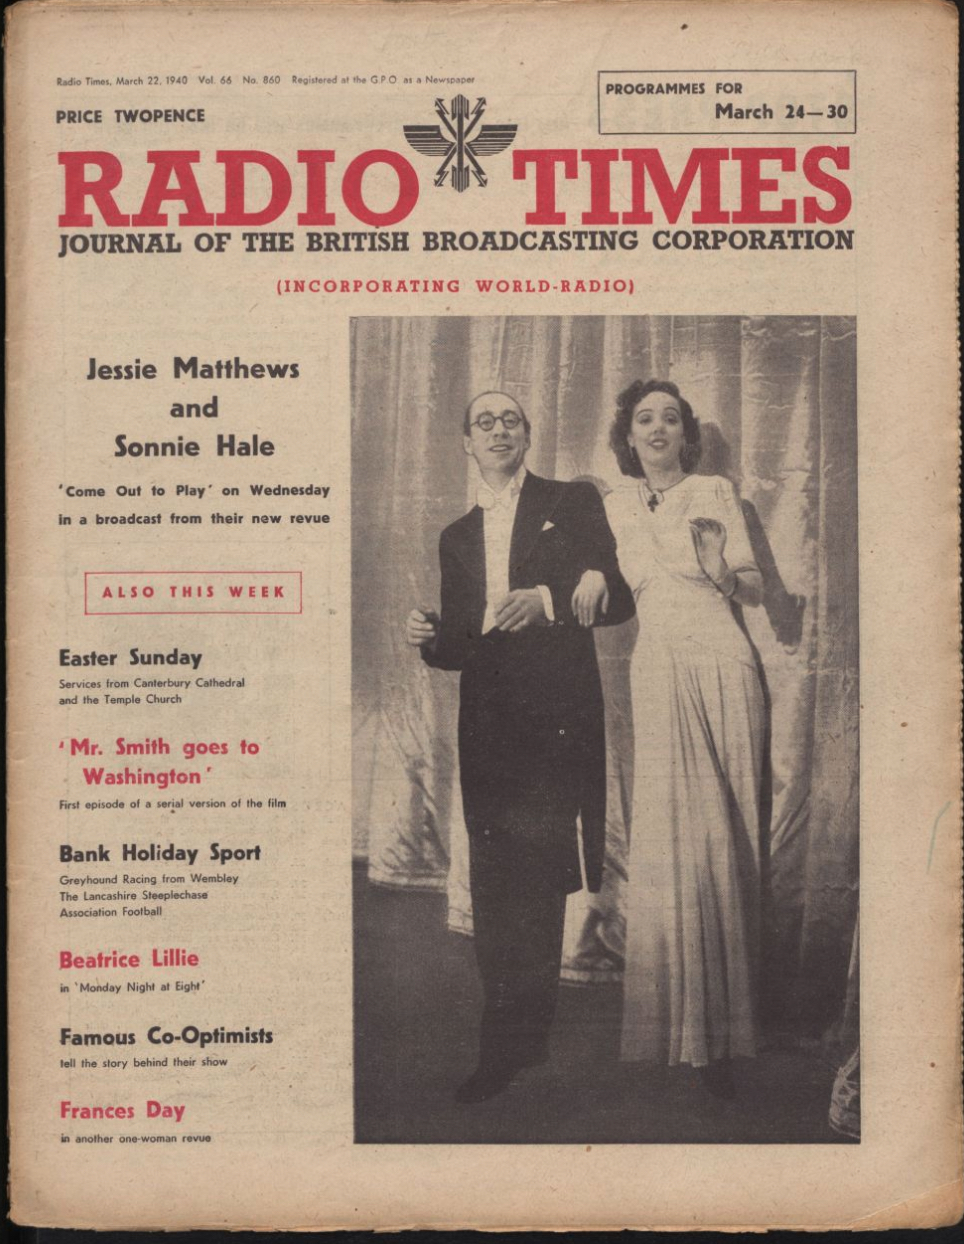 Radio Times, March 22, 1940 Vol. 66 No. 860 Registered at the G.P.O. as a Newspaper
PRICE TWOPENCE
PROGRAMMES FOR
March 24—30
RADIO TIMES
JOURNAL OF THE BRITISH BROADCASTING CORPORATION
(INCORPORATING WORLD-RADIO)
Jessie Matthews
and
Sonnie Hale
'Come Out to Play' on Wednesday
in a broadcast from their new revue
ALSO THIS WEEK
Easter Sunday
Services from Canterbury Cathedral
and the Temple Church
'Mr. Smith goes to
Washington'
First episode of a serial version of the film
Bank Holiday Sport
Greyhound Racing from Wembley
The Lancashire Steeplechase
Association Football
Beatrice Lillie
in 'Monday Night at Eight'
Famous Co-Optimists
tell the story behind their show
Frances Day
in another one-woman revue